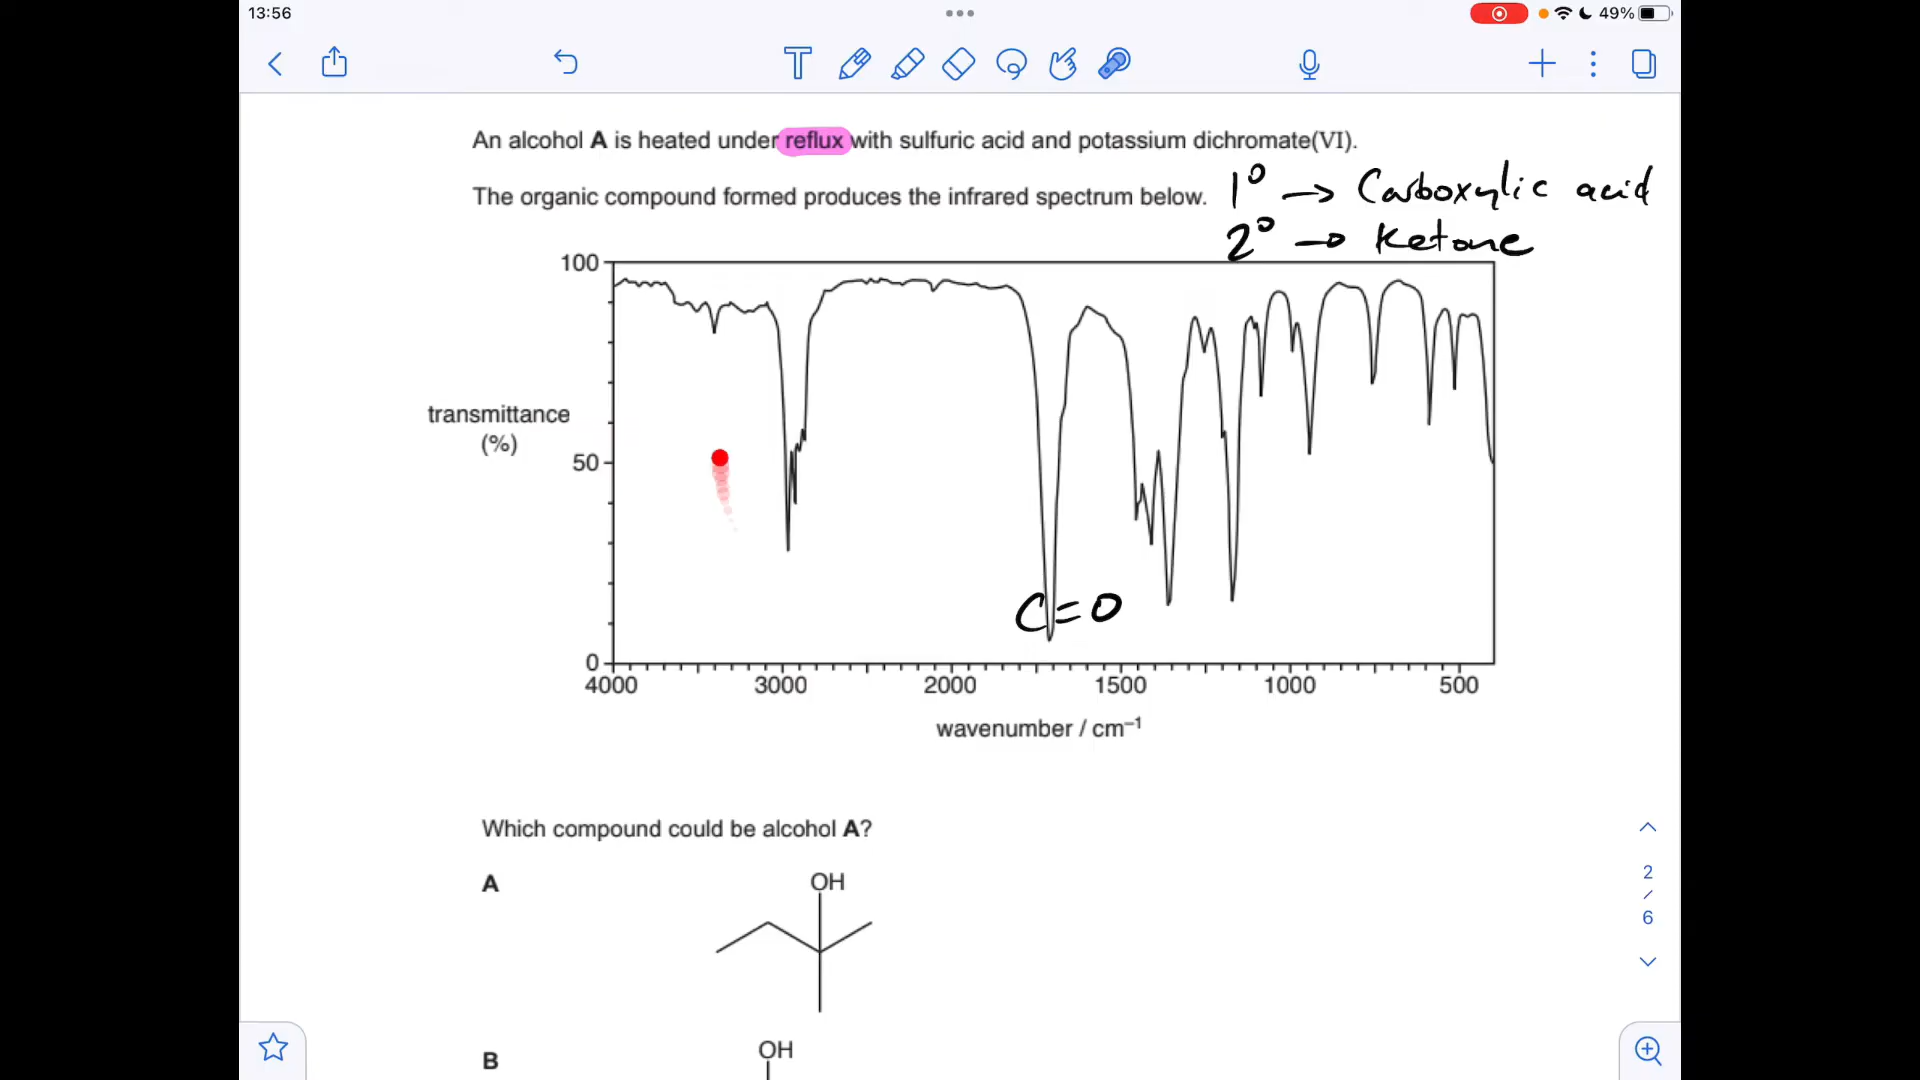 13:56
49%
An alcohol A is heated under reflux with sulfuric acid and potassium dichromate(VI).
The organic compound formed produces the infrared spectrum below.
1° → Carboxylic acid
2° → Ketone
100
transmittance
(%)
50
C=O
0
4000 3000 2000 1500 1000 500
wavenumber / cm⁻¹
Which compound could be alcohol A?
A
OH
B
OH
2
/
6